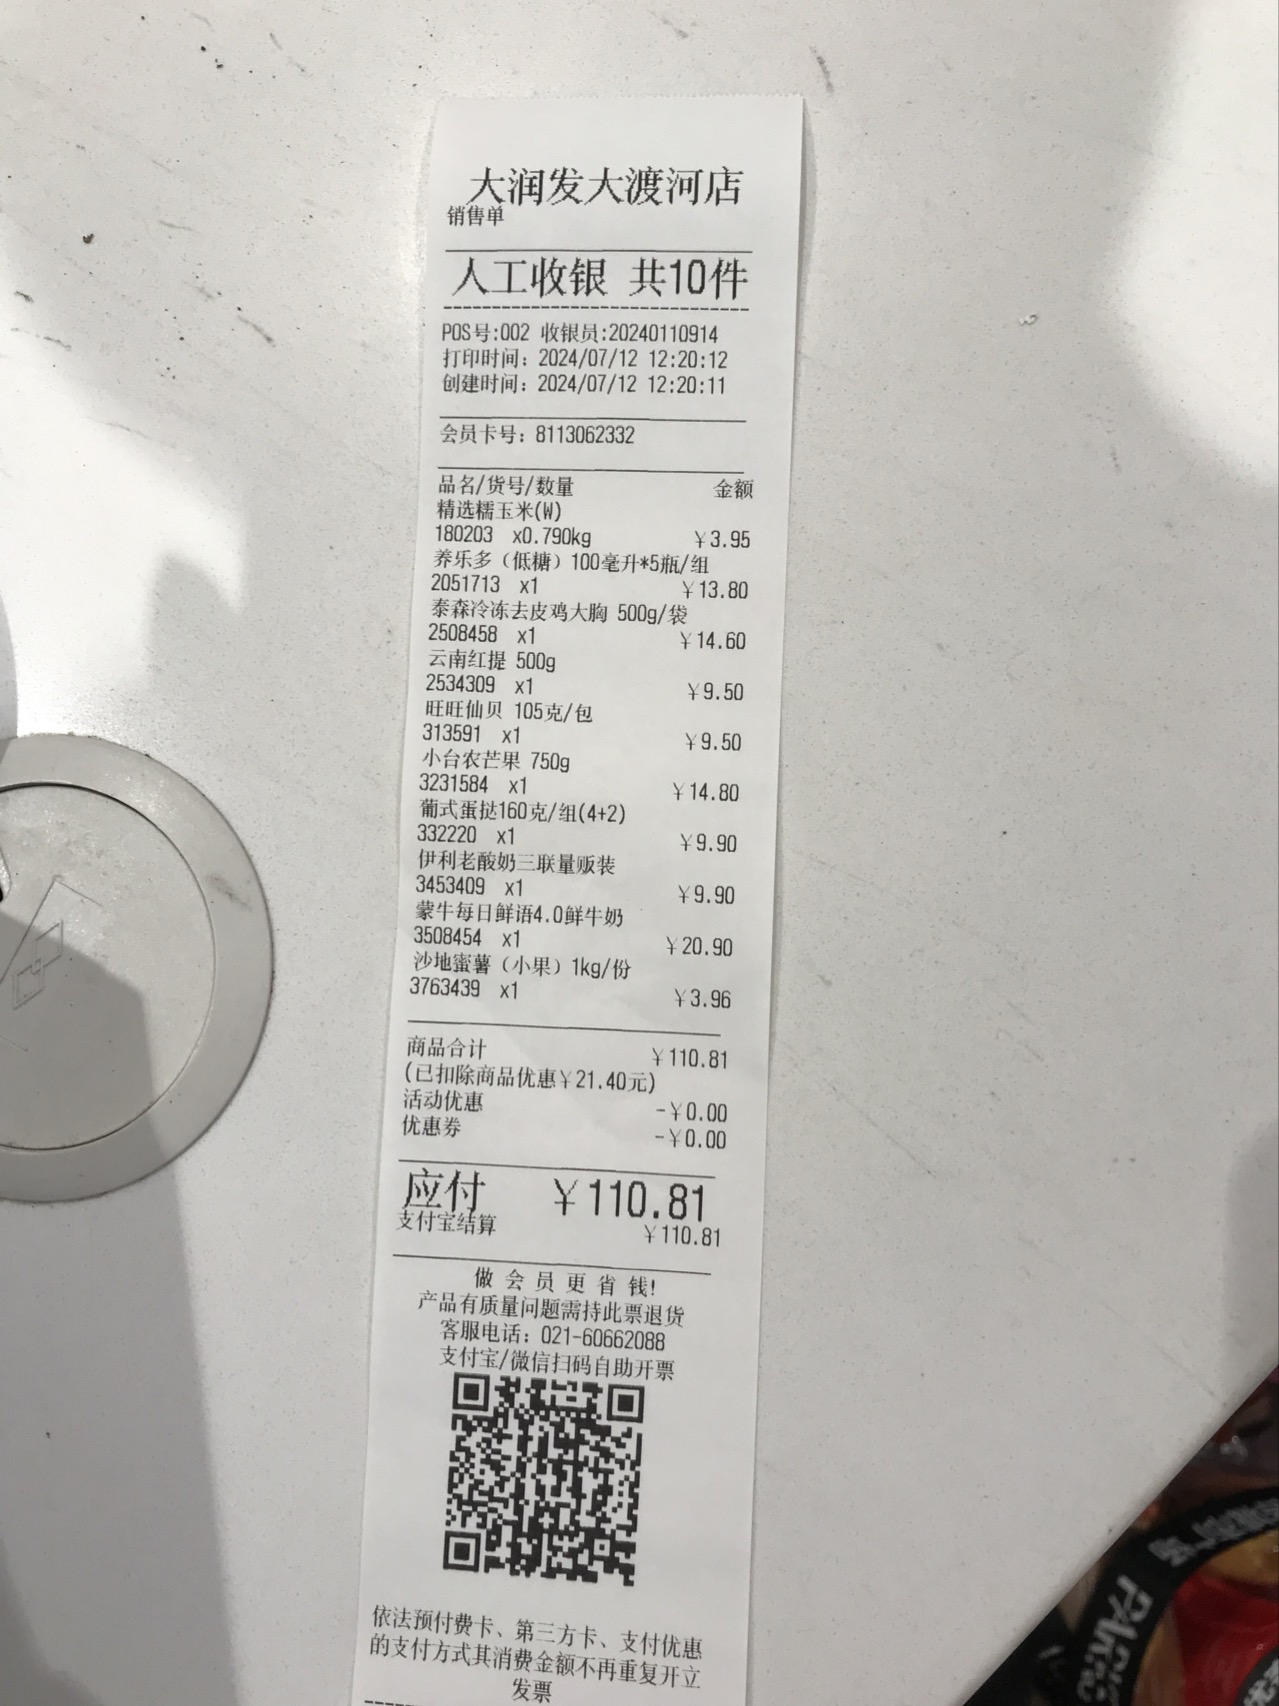 大润发大渡河店
销售单
人工收银 共10件
POS号:002 收银员:20240110914
打印时间: 2024/07/12 12:20:12
创建时间: 2024/07/12 12:20:11
会员卡号: 8113062332
品名/货号/数量 金额
精选糯玉米(W)
180203 x0.790kg ￥3.95
养乐多（低糖）100毫升*5瓶/组
2051713 x1 ￥13.80
泰森冷冻去皮鸡大胸 500g/袋
2508458 x1 ￥14.60
云南红提 500g
2534309 x1 ￥9.50
旺旺仙贝 105克/包
313591 x1 ￥9.50
小台农芒果 750g
3231584 x1 ￥14.80
葡式蛋挞160克/组(4+2)
332220 x1 ￥9.90
伊利老酸奶三联量贩装
3453409 x1 ￥9.90
蒙牛每日鲜语4.0鲜牛奶
3508454 x1 ￥20.90
沙地蜜薯（小果）1kg/份
3763439 x1 ￥3.96
商品合计 ￥110.81
(已扣除商品优惠￥21.40元)
活动优惠 -￥0.00
优惠券 -￥0.00
应付 ￥110.81
支付宝结算 ￥110.81
做 会 员 更 省 钱!
产品有质量问题需持此票退货
客服电话: 021-60662088
支付宝/微信扫码自助开票
依法预付费卡、第三方卡、支付优惠
的支付方式其消费金额不再重复开立
发票